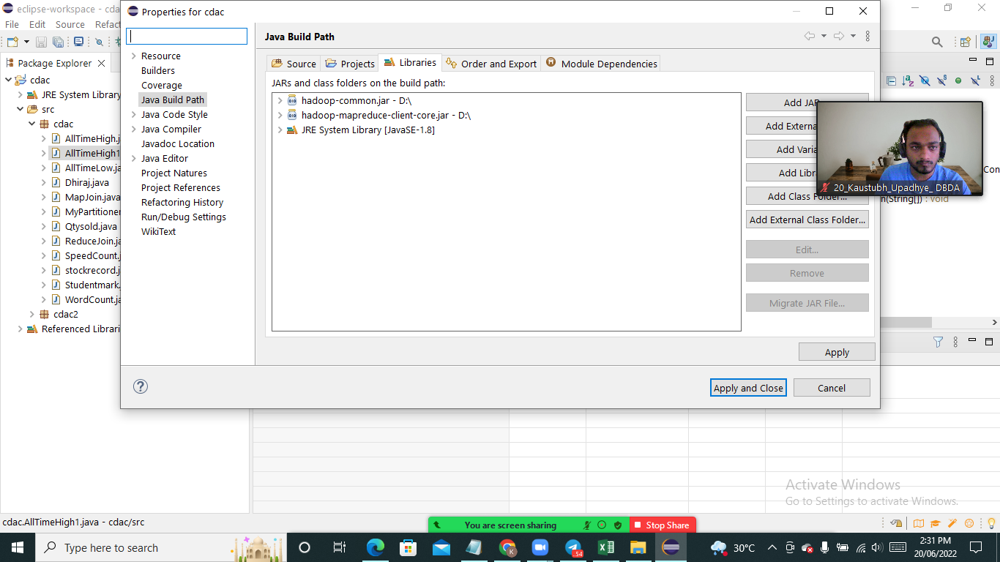 eclipse-workspace - cda
Properties for cdac
File Edit Source Refact
Package Explorer
cdac
JRE System Library
src
cdac
AllTimeHigh.j
AllTimeHigh1
AllTimeLow.ja
Dhiraj.java
MapJoin.java
MyPartitioner
Qtysold.java
ReduceJoin.ja
SpeedCount.j
stockrecord.j
Studentmark.
WordCount.ja
cdac2
Referenced Librari
Resource
Builders
Coverage
Java Build Path
Java Code Style
Java Compiler
Javadoc Location
Java Editor
Project Natures
Project References
Refactoring History
Run/Debug Settings
WikiText
Java Build Path
Source Projects Libraries Order and Export Module Dependencies
JARs and class folders on the build path:
hadoop-common.jar - D:\
hadoop-mapreduce-client-core.jar - D:\
JRE System Library [JavaSE-1.8]
Add JAR
Add External
Add Varia
Add Libra
Add Class Folder...
Add External Class Folder...
Edit...
Remove
Migrate JAR File...
Apply
Apply and Close Cancel
20_Kaustubh_Upadhye_ DBDA
Con
n(String[]) : void
Activate Windows
Go to Settings to activate Windows.
cdac.AllTimeHigh1.java - cdac/src
You are screen sharing Stop Share
Type here to search
54
30°C
2:31 PM
20/06/2022